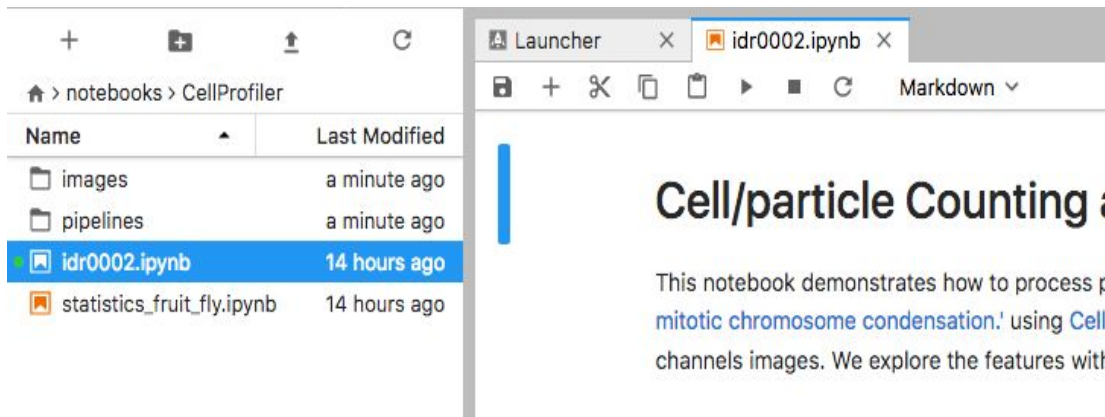 notebooks > CellProfiler
Name Last Modified
images a minute ago
pipelines a minute ago
idr0002.ipynb 14 hours ago
statistics_fruit_fly.ipynb 14 hours ago
Launcher idr0002.ipynb
Markdown
Cell/particle Counting
This notebook demonstrates how to process
mitotic chromosome condensation.' using Cell
channels images. We explore the features with